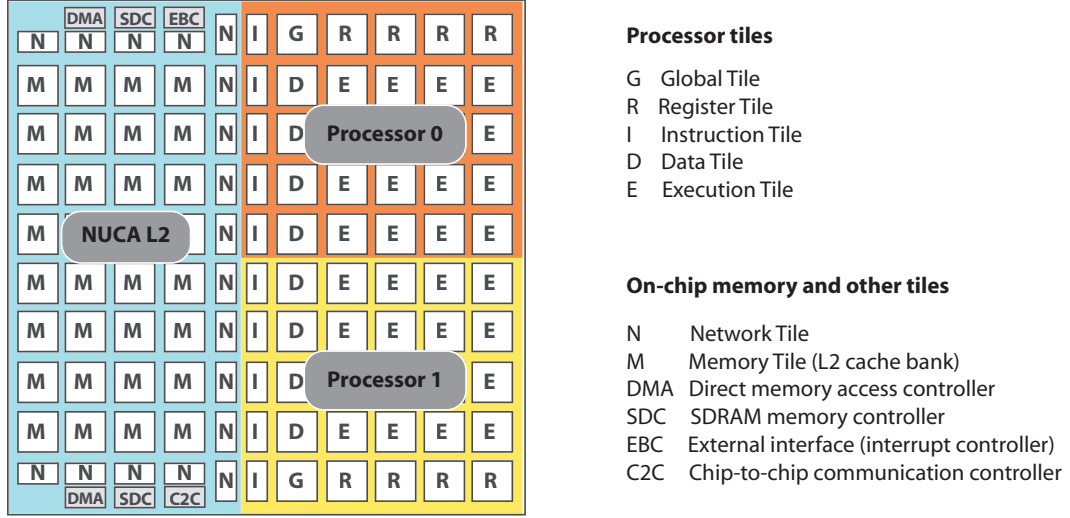 DMA SDC EBC
N N N N N I G R R R R
M M M M N I D E E E E
M M M M N I D Processor 0 E
M M M M N I D E E E E
M NUCA L2 N I D E E E E
M M M M N I D E E E E
M M M M N I D E E E E
M M M M N I D Processor 1 E
M M M M N I D E E E E
N N N N N I G R R R R
DMA SDC C2C
Processor tiles
G Global Tile
R Register Tile
I Instruction Tile
D Data Tile
E Execution Tile
On-chip memory and other tiles
N Network Tile
M Memory Tile (L2 cache bank)
DMA Direct memory access controller
SDC SDRAM memory controller
EBC External interface (interrupt controller)
C2C Chip-to-chip communication controller